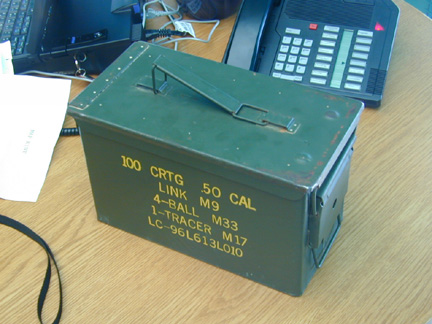 100 CRTG .50 CAL
LINK M9
4-BALL M33
1-TRACER M17
LC-96L613L010